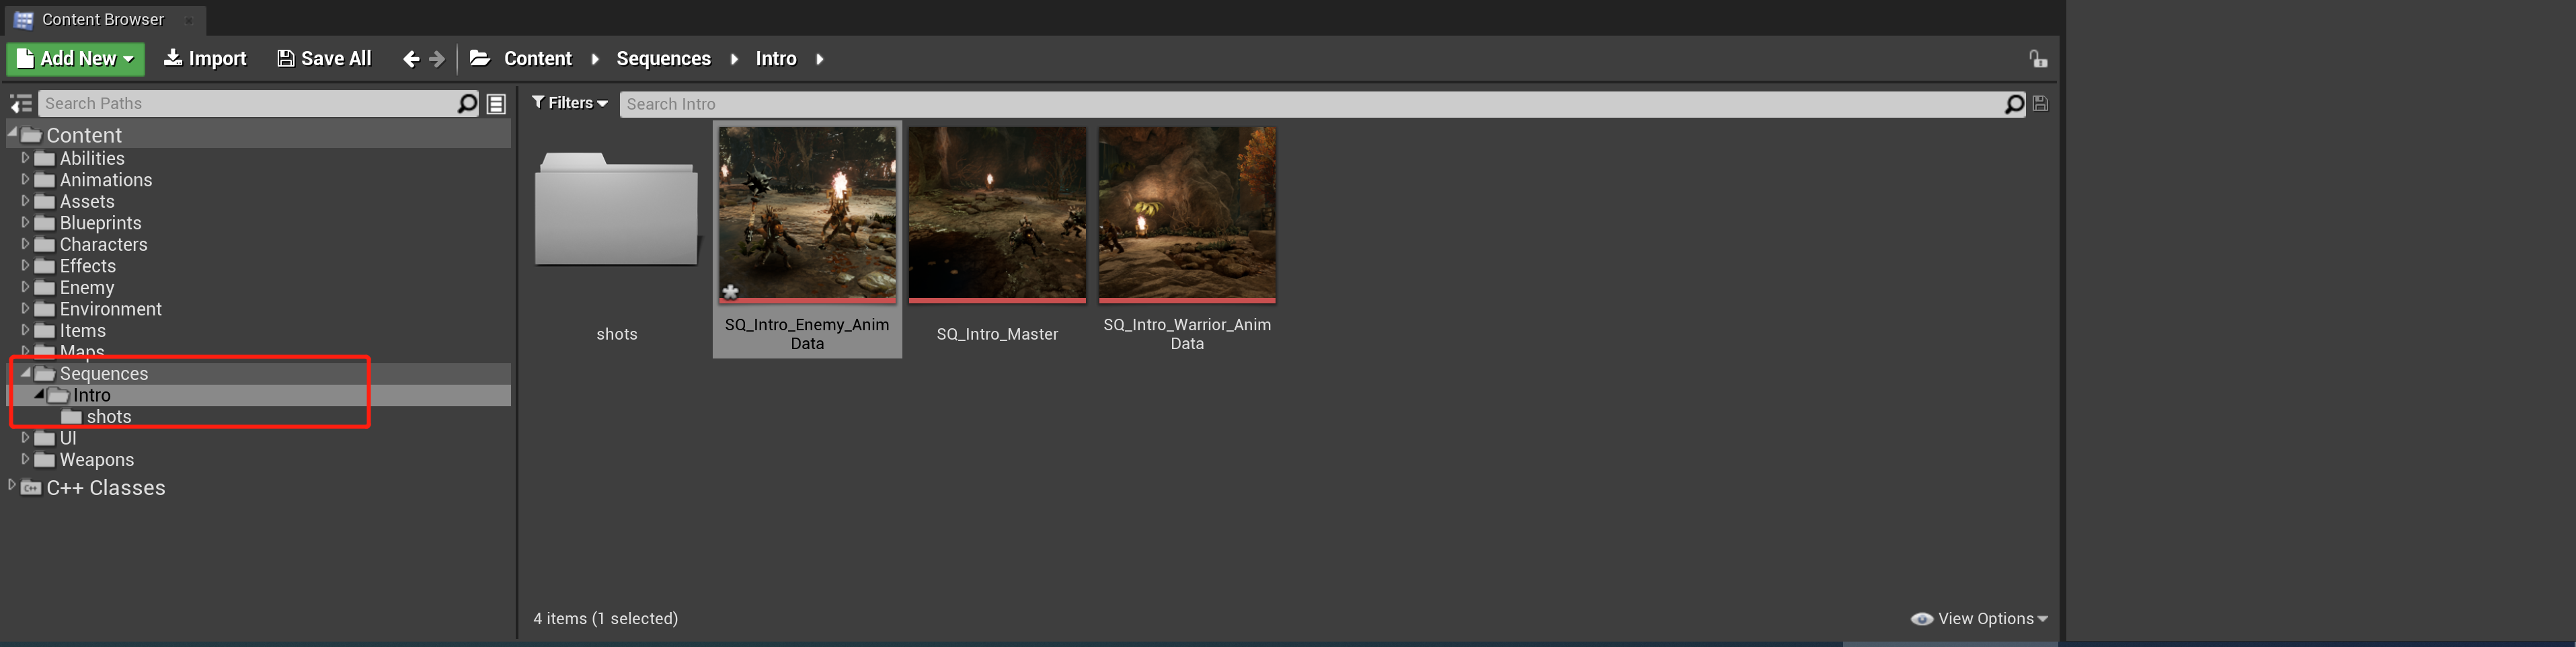 Content Browser
Add New
Import
Save All
Content
Sequences
Intro
Search Paths
Filters
Search Intro
Content
Abilities
Animations
Assets
Blueprints
Characters
Effects
Enemy
Environment
Items
Maps
Sequences
Intro
shots
UI
Weapons
C++ Classes
shots
SQ_Intro_Enemy_Anim
Data
SQ_Intro_Master
SQ_Intro_Warrior_Anim
Data
4 items (1 selected)
View Options